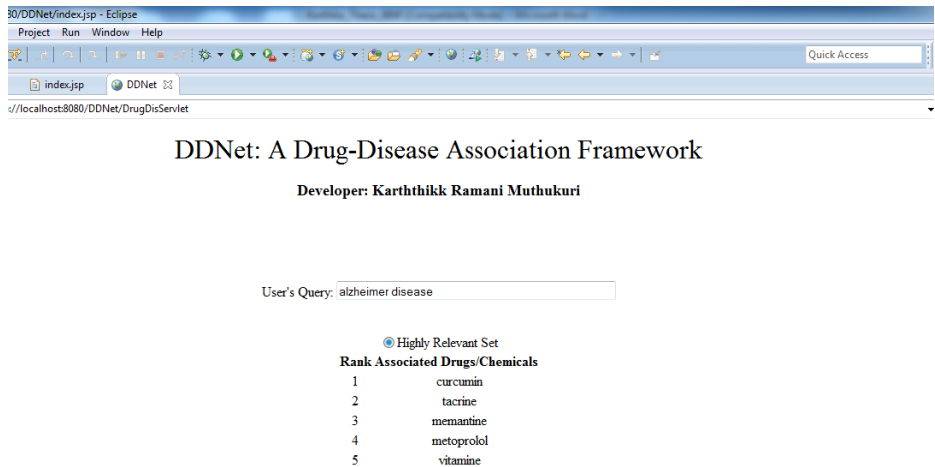 80/DDNet/index.jsp - Eclipse
Project Run Window Help
Quick Access
index.jsp DDNet
://localhost:8080/DDNet/DrugDisServlet
DDNet: A Drug-Disease Association Framework
Developer: Karththikk Ramani Muthukuri
User's Query: alzheimer disease
Highly Relevant Set
Rank Associated Drugs/Chemicals
1 curcumin
2 tacrine
3 memantine
4 metoprolol
5 vitamine